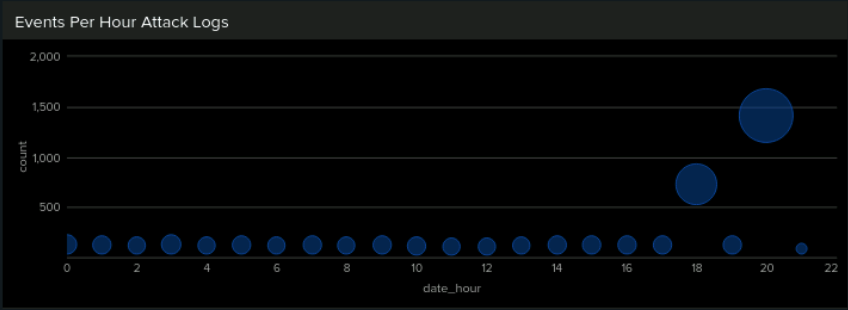 Events Per Hour Attack Logs
2,000
1,500
1,000
500
count
0 2 4 6 8 10 12 14 16 18 20 22
date_hour